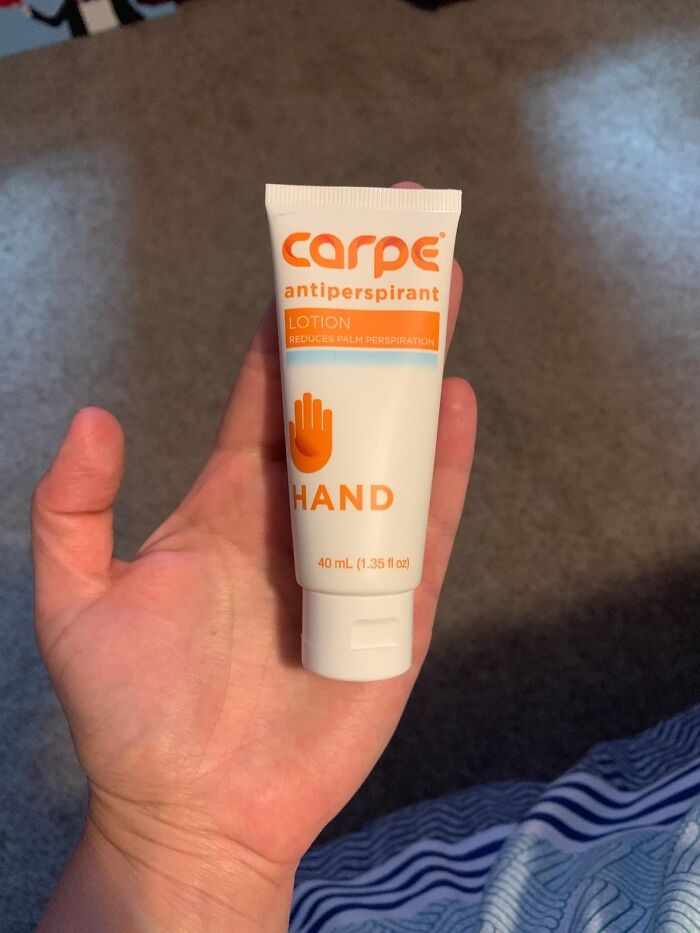 carpe
antiperspirant
LOTION
REDUCES PALM PERSPIRATION
HAND
40 mL (1.35 fl oz)